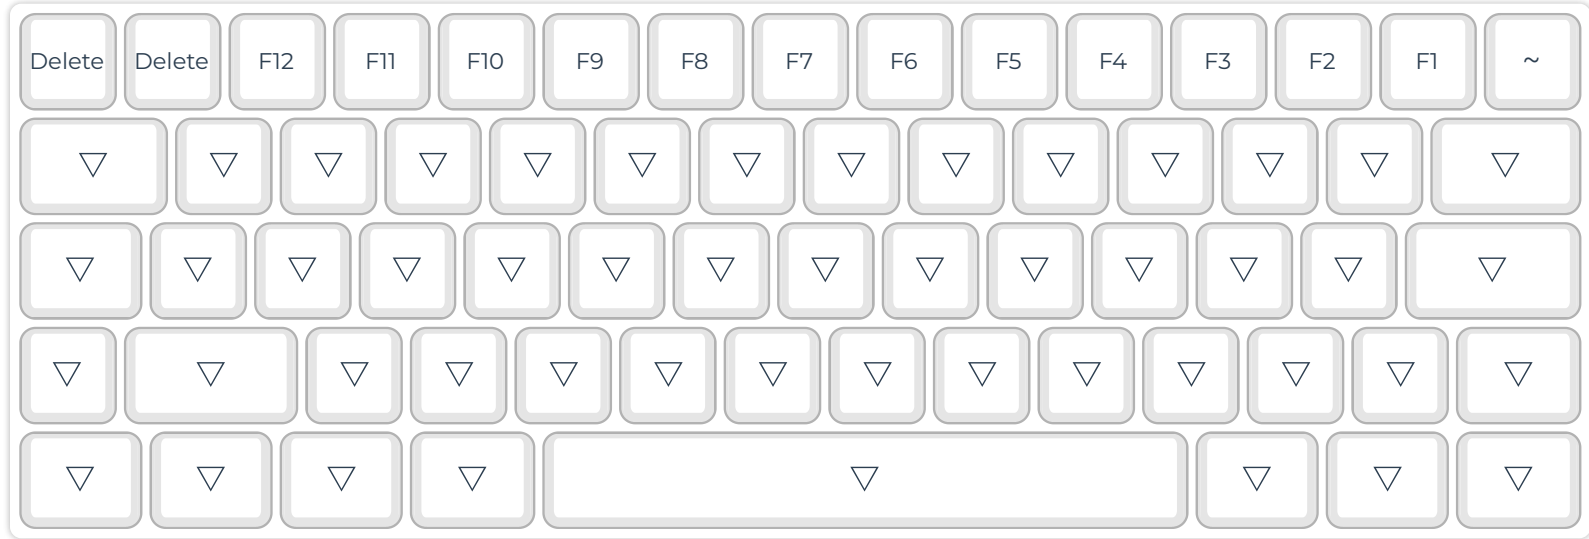 Delete Delete F12 F11 F10 F9 F8 F7 F6 F5 F4 F3 F2 F1 ~
▽ ▽ ▽ ▽ ▽ ▽ ▽ ▽ ▽ ▽ ▽ ▽ ▽ ▽
▽ ▽ ▽ ▽ ▽ ▽ ▽ ▽ ▽ ▽ ▽ ▽ ▽ ▽
▽ ▽ ▽ ▽ ▽ ▽ ▽ ▽ ▽ ▽ ▽ ▽ ▽ ▽
▽ ▽ ▽ ▽ ▽ ▽ ▽ ▽